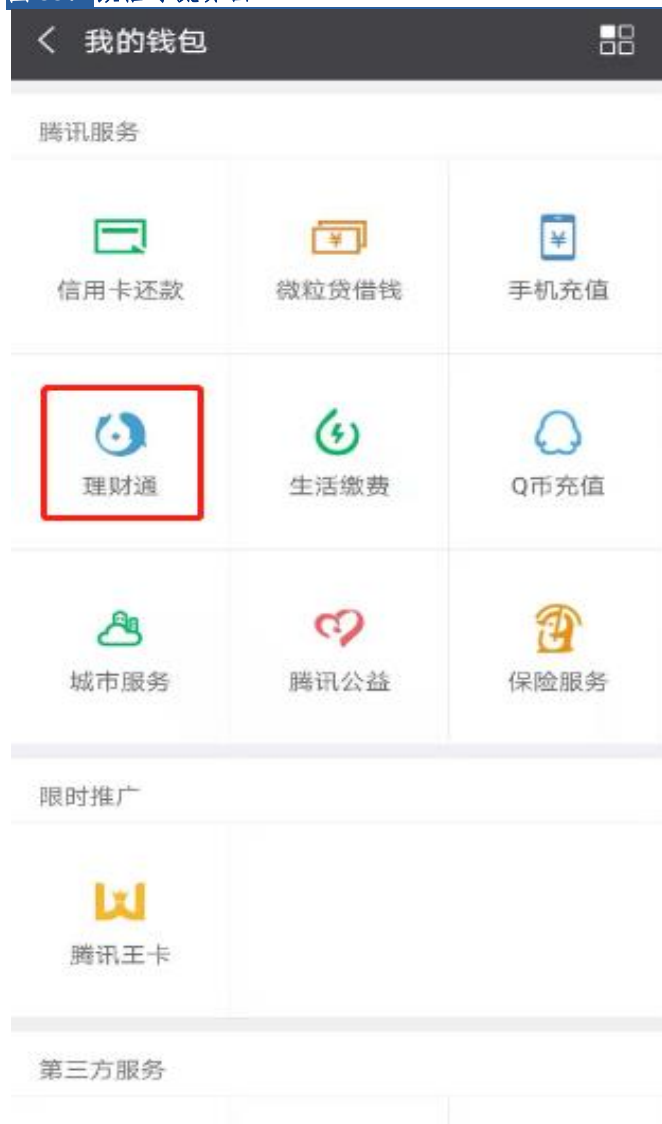 我的钱包
腾讯服务
信用卡还款 微粒贷借钱 手机充值
理财通 生活缴费 Q币充值
城市服务 腾讯公益 保险服务
限时推广
腾讯王卡
第三方服务